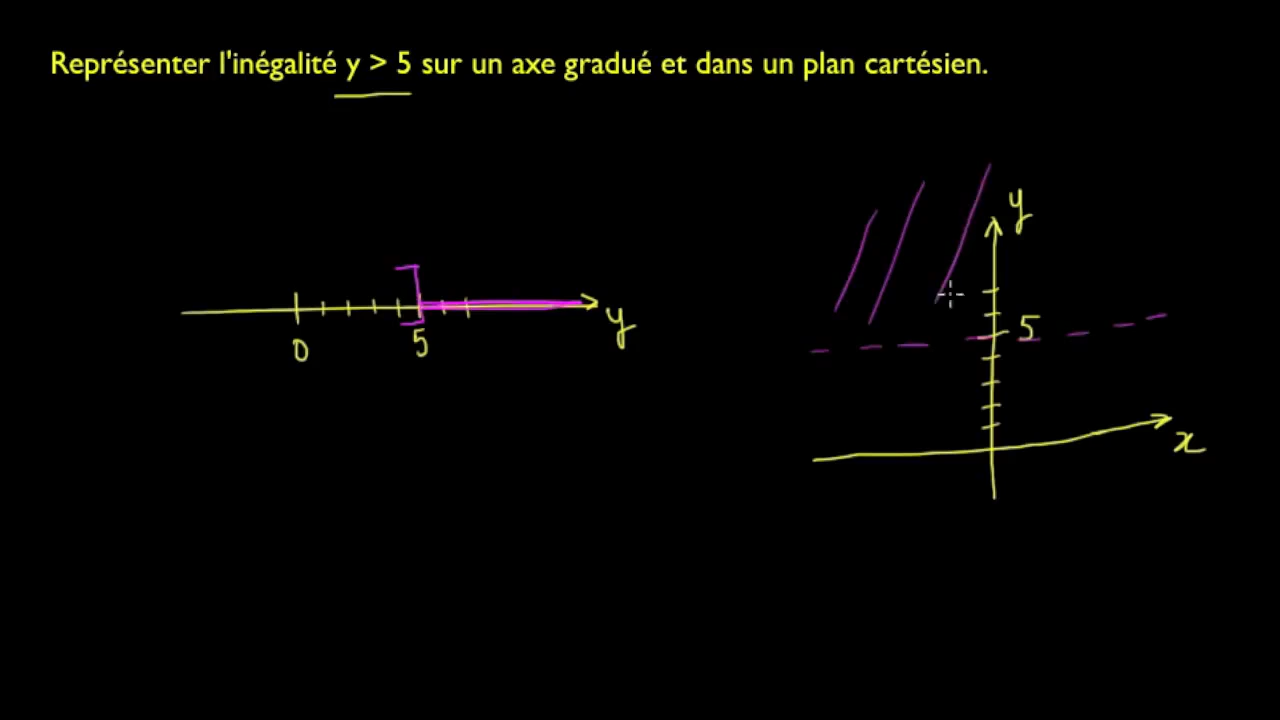 Représenter l'inégalité y > 5 sur un axe gradué et dans un plan cartésien.
y
5
0 5 y
x